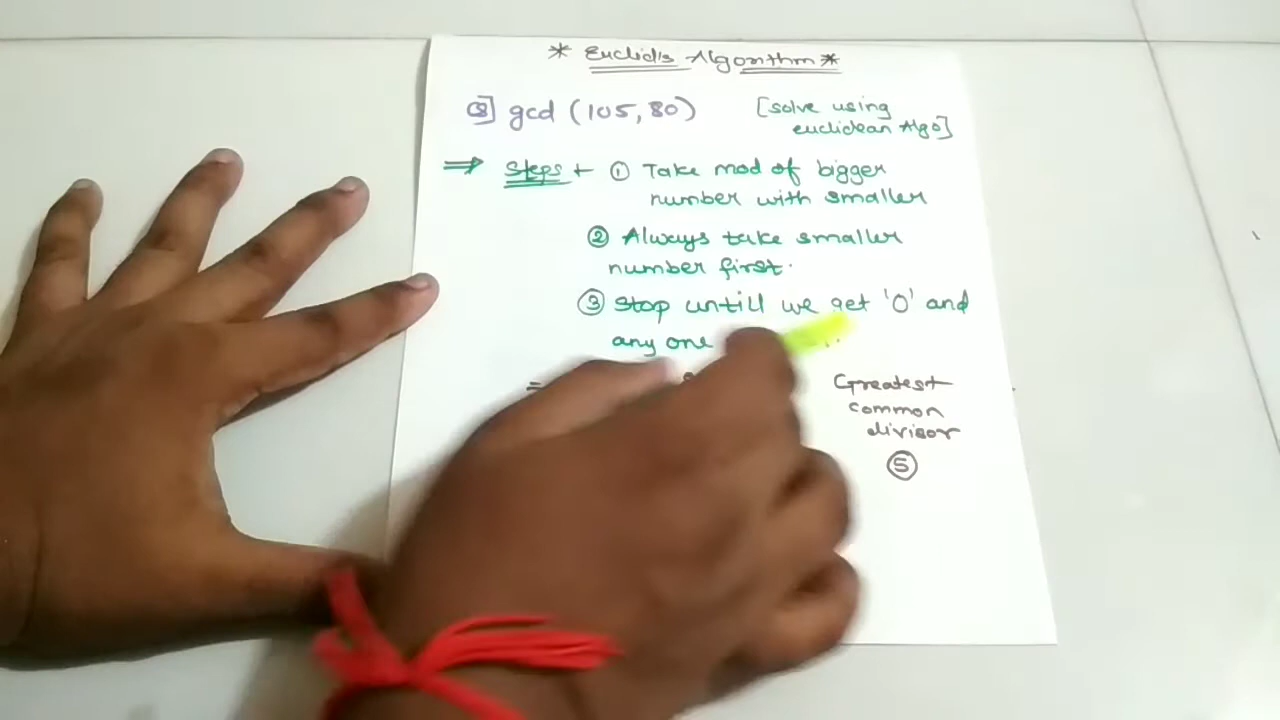 * Euclid's Algorithm *
Q] gcd (105, 80) [solve using
euclidean Algo]
⇒ Steps + ① Take mod of bigger
number with smaller
② Always take smaller
number first.
③ Stop untill we get '0' and
any one
=
Greatest
common
divisor
⑤